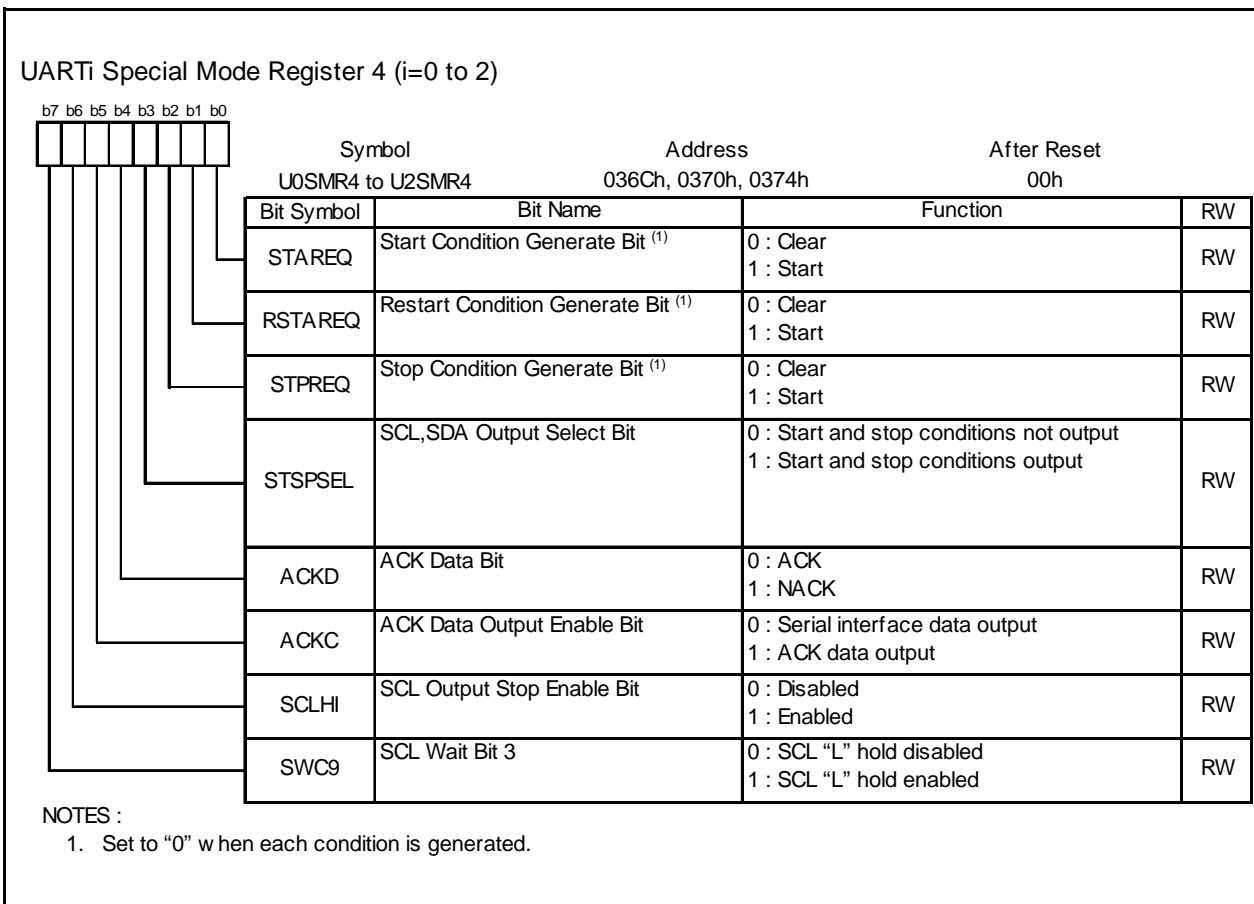 UARTi Special Mode Register 4 (i=0 to 2)
b7 b6 b5 b4 b3 b2 b1 b0
Symbol Address After Reset
U0SMR4 to U2SMR4 036Ch, 0370h, 0374h 00h
Bit Symbol Bit Name Function RW
STAREQ Start Condition Generate Bit (1) 0 : Clear
1 : Start RW
RSTAREQ Restart Condition Generate Bit (1) 0 : Clear
1 : Start RW
STPREQ Stop Condition Generate Bit (1) 0 : Clear
1 : Start RW
STSPSEL SCL,SDA Output Select Bit 0 : Start and stop conditions not output
1 : Start and stop conditions output RW
ACKD ACK Data Bit 0 : ACK
1 : NACK RW
ACKC ACK Data Output Enable Bit 0 : Serial interface data output
1 : ACK data output RW
SCLHI SCL Output Stop Enable Bit 0 : Disabled
1 : Enabled RW
SWC9 SCL Wait Bit 3 0 : SCL “L” hold disabled
1 : SCL “L” hold enabled RW
NOTES :
1. Set to “0” when each condition is generated.